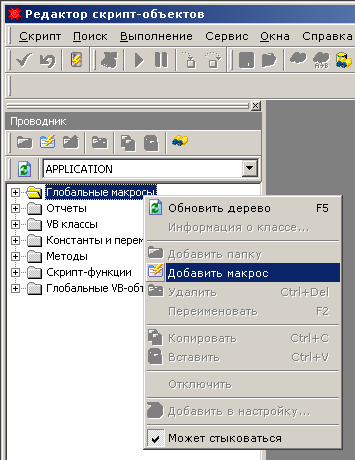 Редактор скрипт-объектов
Скрипт Поиск Выполнение Сервис Окна Справка
Проводник
APPLICATION
Глобальные макросы
Отчеты
VB классы
Константы и перем
Методы
Скрипт-функции
Глобальные VB-об
Обновить дерево F5
Информация о классе...
Добавить папку
Добавить макрос
Удалить Ctrl+Del
Переименовать F2
Копировать Ctrl+C
Вставить Ctrl+V
Отключить
Добавить в настройку...
Может стыковаться